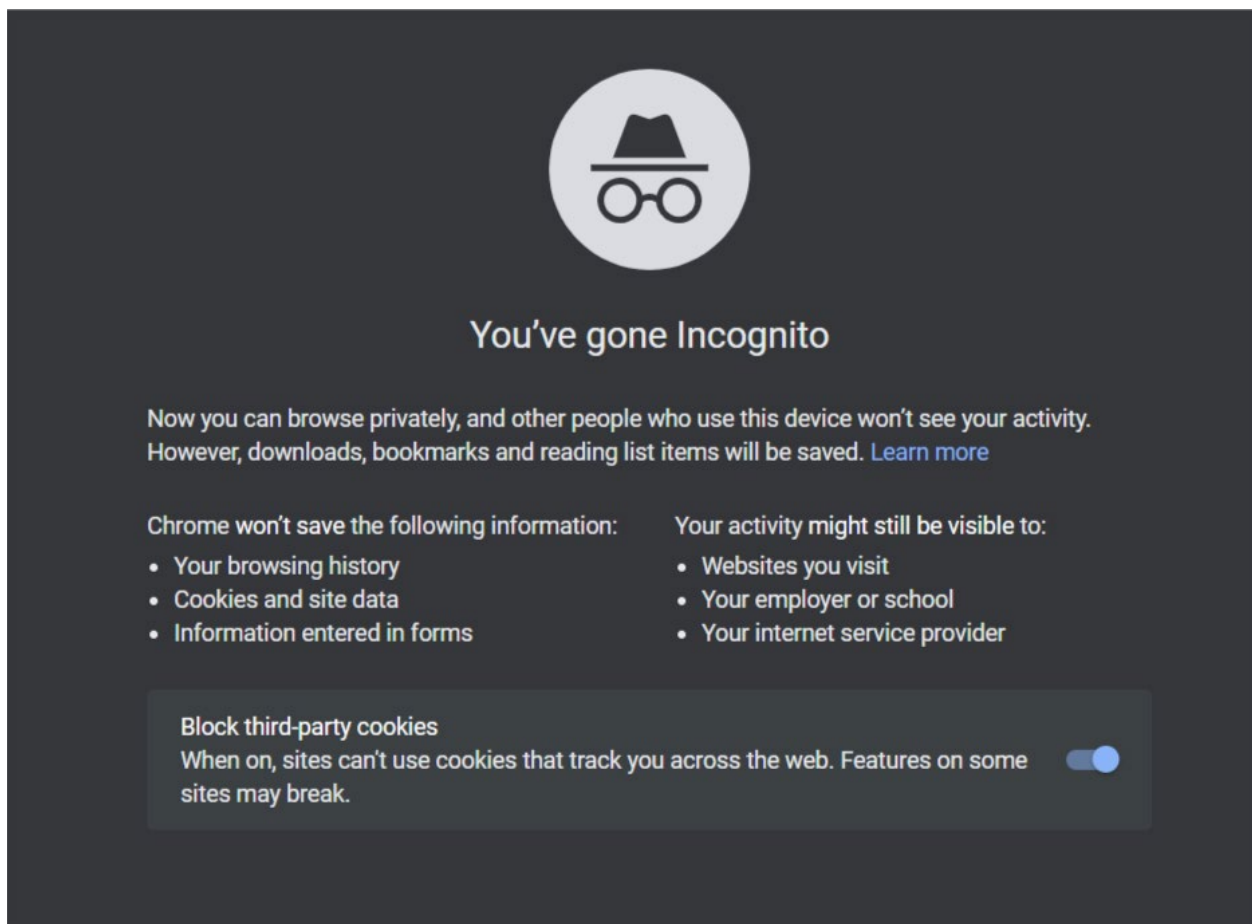 You've gone Incognito
Now you can browse privately, and other people who use this device won't see your activity.
However, downloads, bookmarks and reading list items will be saved. Learn more
Chrome won't save the following information:
• Your browsing history
• Cookies and site data
• Information entered in forms
Your activity might still be visible to:
• Websites you visit
• Your employer or school
• Your internet service provider
Block third-party cookies
When on, sites can't use cookies that track you across the web. Features on some
sites may break.